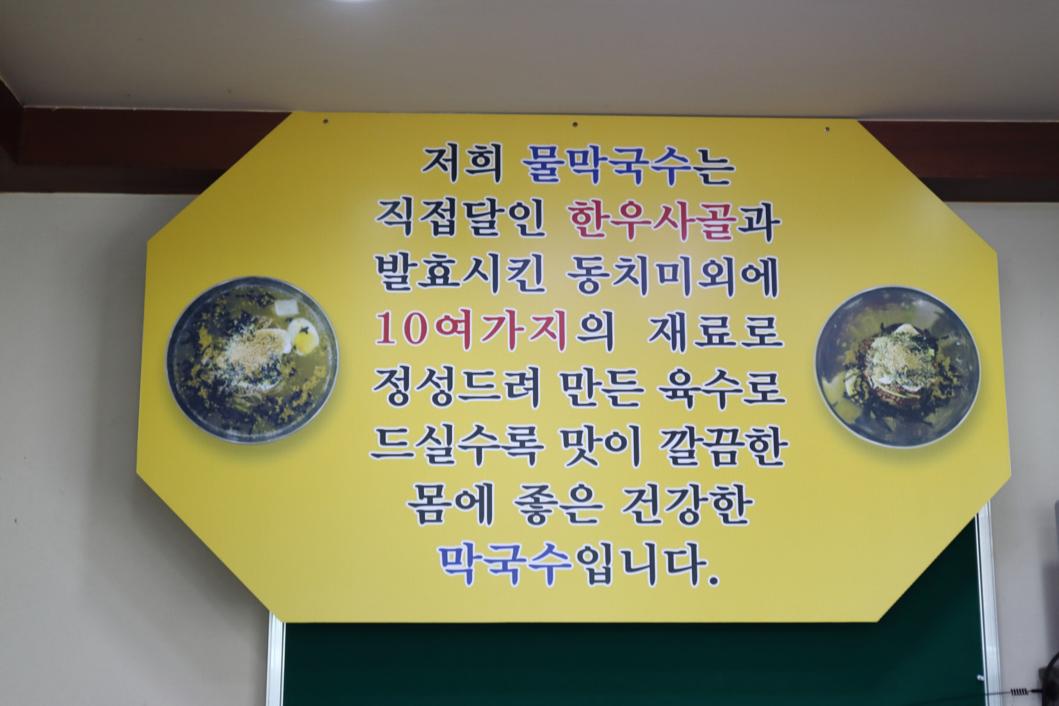 저희 물막국수는
직접달인 한우사골과
발효시킨 동치미외에
10여가지의 재료로
정성드려 만든 육수로
드실수록 맛이 깔끔한
몸에 좋은 건강한
막국수입니다.